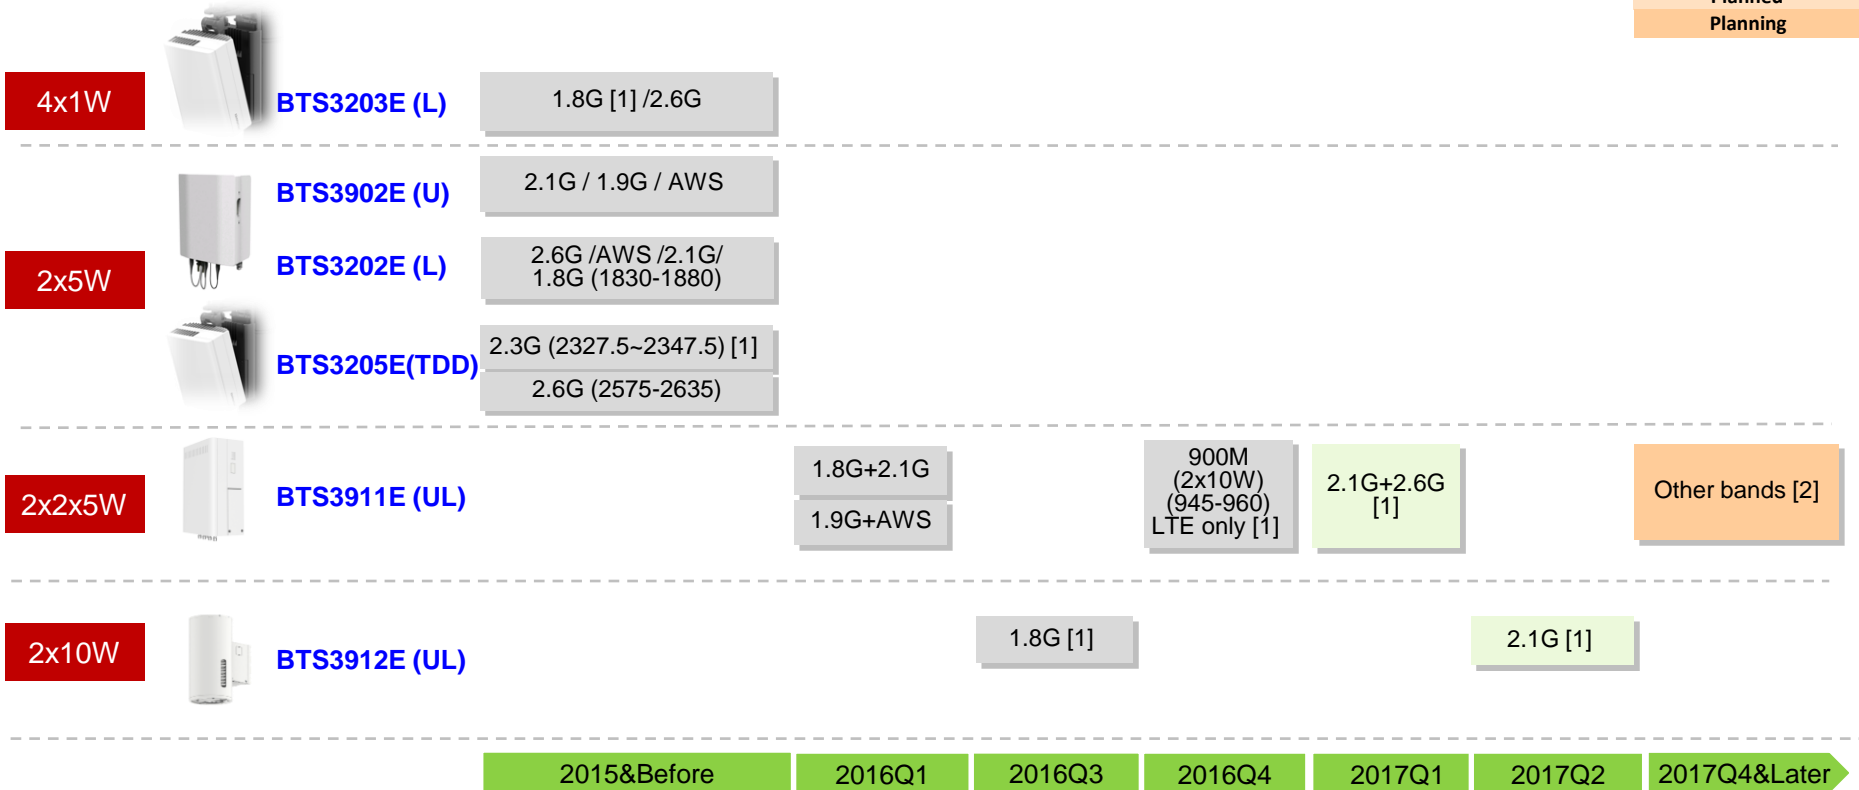 Planned
Planning
4x1W
BTS3203E (L)
1.8G [1] /2.6G
BTS3902E (U)
2.1G / 1.9G / AWS
2x5W
BTS3202E (L)
2.6G /AWS /2.1G/
1.8G (1830-1880)
BTS3205E(TDD)
2.3G (2327.5~2347.5) [1]
2.6G (2575-2635)
2x2x5W
BTS3911E (UL)
1.8G+2.1G
1.9G+AWS
900M
(2x10W)
(945-960)
LTE only [1]
2.1G+2.6G
[1]
Other bands [2]
2x10W
BTS3912E (UL)
1.8G [1]
2.1G [1]
2015&Before
2016Q1
2016Q3
2016Q4
2017Q1
2017Q2
2017Q4&Later